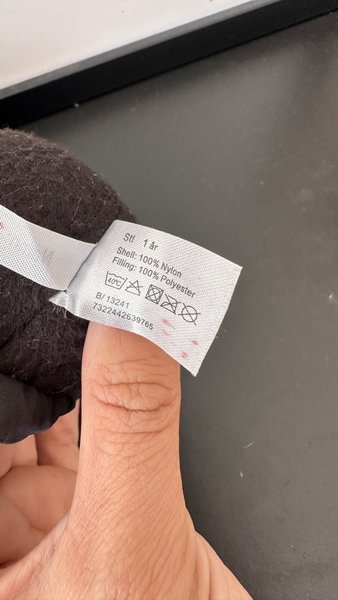 Stl 1 år
Shell: 100% Nylon
Filling: 100% Polyester
40°C
B/ 13241
7322442639765